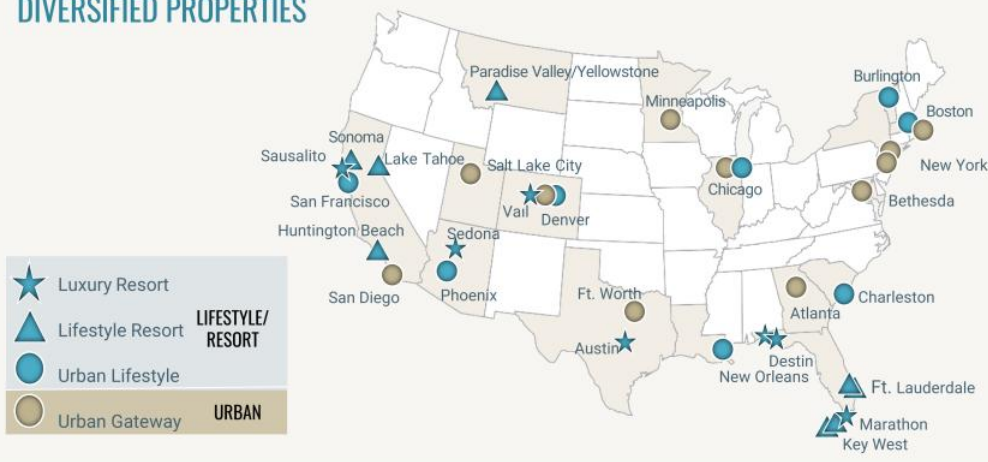 DIVERSIFIED PROPERTIES
Paradise Valley/Yellowstone
Burlington
Minneapolis
Boston
Sonoma
Sausalito
Lake Tahoe
Salt Lake City
New York
Chicago
San Francisco
Vail
Denver
Bethesda
Huntington Beach
Sedona
San Diego
Phoenix
Ft. Worth
Charleston
Atlanta
Austin
Destin
New Orleans
Ft. Lauderdale
Marathon
Key West
Luxury Resort
Lifestyle Resort
LIFESTYLE/
RESORT
Urban Lifestyle
Urban Gateway
URBAN